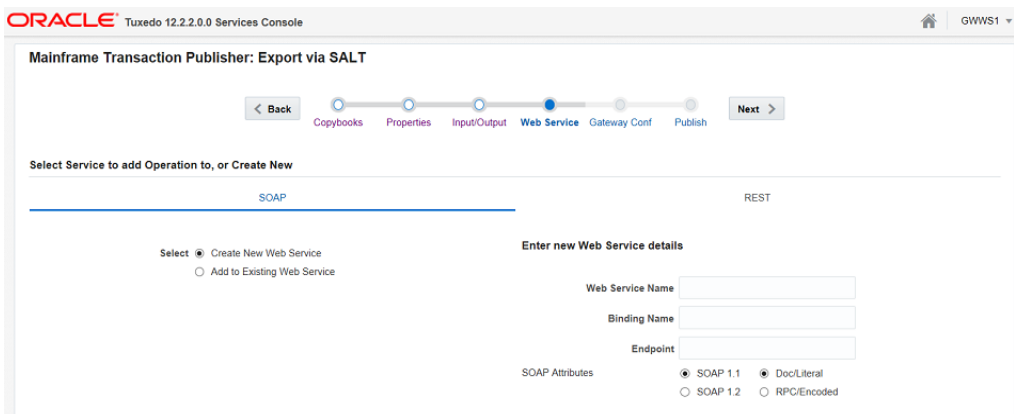 ORACLE® Tuxedo 12.2.2.0.0 Services Console GWWS1
Mainframe Transaction Publisher: Export via SALT
Back Next
Copybooks Properties Input/Output Web Service Gateway Conf Publish
Select Service to add Operation to, or Create New
SOAP REST
Enter new Web Service details
Select Create New Web Service
Add to Existing Web Service
Web Service Name
Binding Name
Endpoint
SOAP Attributes SOAP 1.1 Doc/Literal
SOAP 1.2 RPC/Encoded